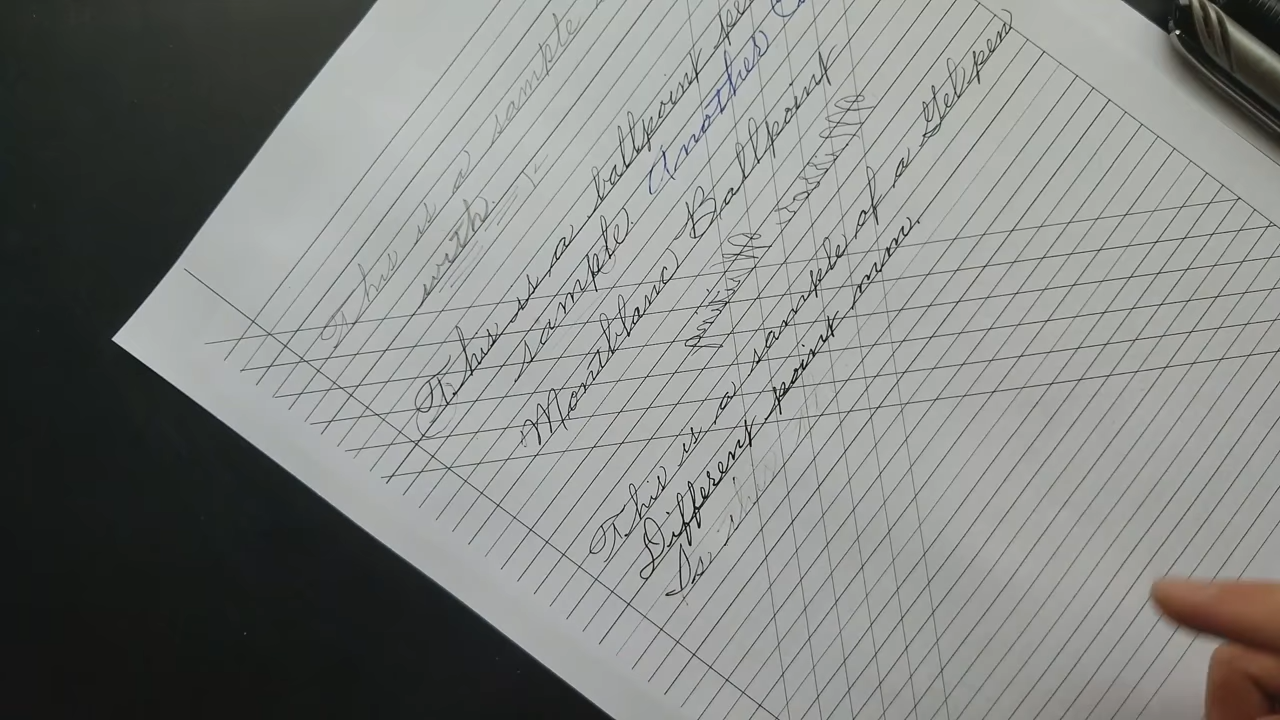 This is a sample
with
This is a ballpoint pen
sample. Another
Montblanc Ballpoint
This is a sample of a Gel pen
Different point mm.
Is